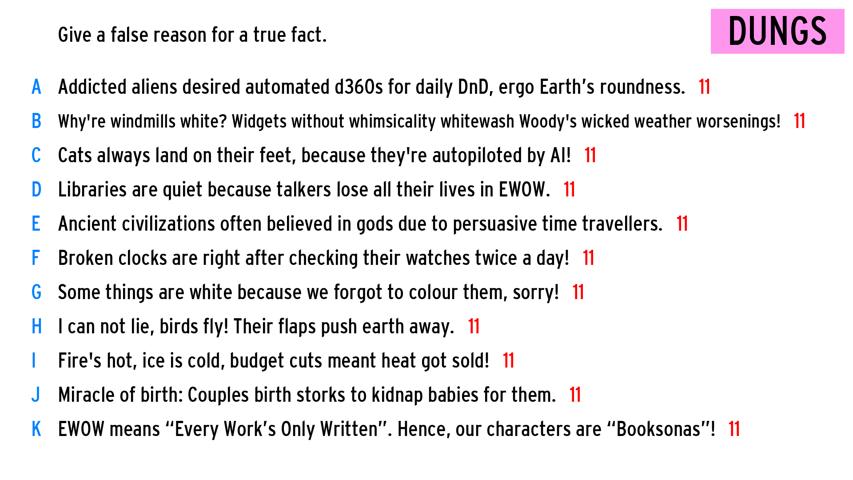 Give a false reason for a true fact.
DUNGS
A Addicted aliens desired automated d360s for daily DnD, ergo Earth's roundness. 11
B Why're windmills white? Widgets without whimsicality whitewash Woody's wicked weather worsenings! 11
C Cats always land on their feet, because they're autopiloted by AI! 11
D Libraries are quiet because talkers lose all their lives in EWOW. 11
E Ancient civilizations often believed in gods due to persuasive time travellers. 11
F Broken clocks are right after checking their watches twice a day! 11
G Some things are white because we forgot to colour them, sorry! 11
H I can not lie, birds fly! Their flaps push earth away. 11
I Fire's hot, ice is cold, budget cuts meant heat got sold! 11
J Miracle of birth: Couples birth storks to kidnap babies for them. 11
K EWOW means “Every Work's Only Written”. Hence, our characters are “Booksonas”! 11